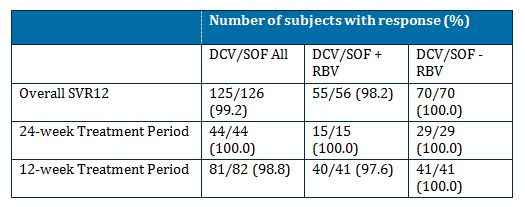 Number of subjects with response (%)
DCV/SOF All DCV/SOF + DCV/SOF -
RBV RBV
Overall SVR12 125/126 55/56 (98.2) 70/70
(99.2) (100.0)
24-week Treatment Period 44/44 15/15 29/29
(100.0) (100.0) (100.0)
12-week Treatment Period 81/82 (98.8) 40/41 (97.6) 41/41
(100.0)